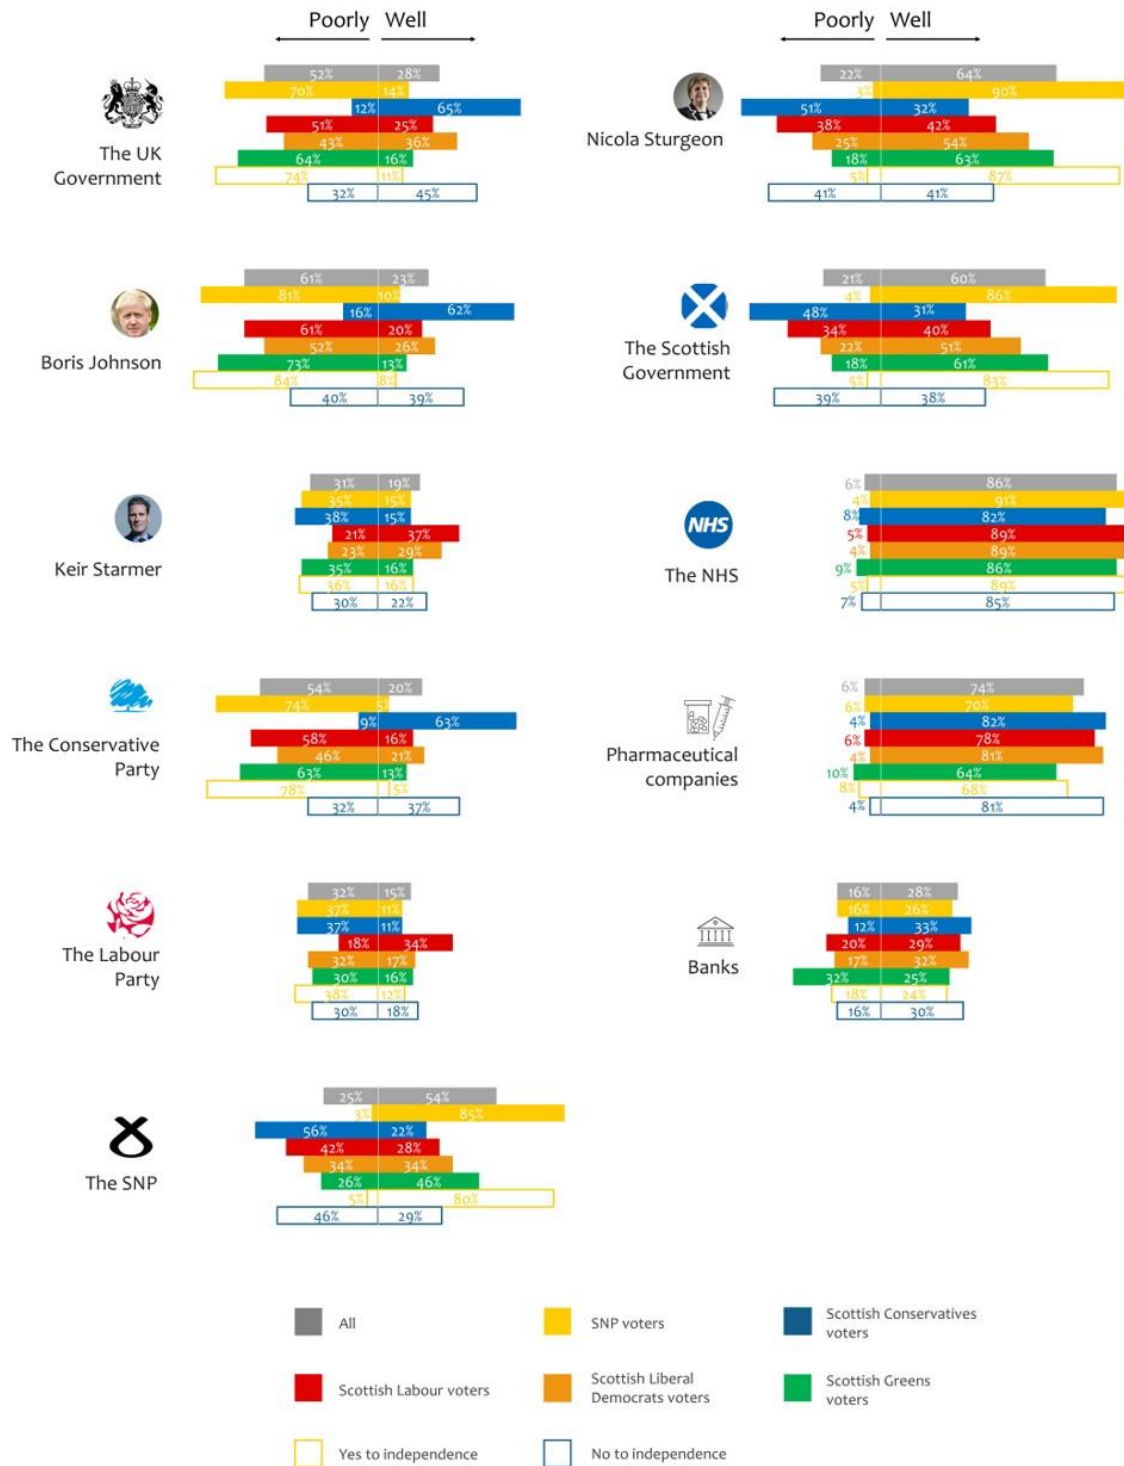 Poorly Well
52% 28%
70% 14%
12% 65%
51% 25%
43% 36%
64% 16%
74% 11%
32% 45%
The UK
Government
Poorly Well
22% 64%
3% 90%
51% 32%
38% 42%
25% 54%
18% 63%
5% 87%
41% 41%
Nicola Sturgeon
61% 23%
81% 10%
16% 62%
61% 20%
52% 26%
73% 13%
84% 8%
40% 39%
Boris Johnson
21% 60%
4% 86%
48% 31%
34% 40%
22% 51%
18% 61%
5% 83%
39% 38%
The Scottish
Government
31% 19%
35% 15%
38% 15%
21% 37%
23% 29%
35% 16%
36% 16%
30% 22%
Keir Starmer
NHS
6% 86%
4% 91%
8% 82%
5% 89%
4% 89%
9% 86%
5% 89%
7% 85%
The NHS
54% 20%
74% 5%
9% 63%
58% 16%
46% 21%
63% 13%
78% 5%
32% 37%
The Conservative
Party
6% 74%
6% 70%
4% 82%
6% 78%
4% 81%
10% 64%
8% 68%
4% 81%
Pharmaceutical
companies
32% 15%
37% 11%
37% 11%
18% 34%
32% 17%
30% 16%
38% 12%
30% 18%
The Labour
Party
16% 28%
16% 26%
12% 33%
20% 29%
17% 32%
32% 25%
18% 24%
16% 30%
Banks
25% 54%
3% 85%
56% 22%
42% 28%
34% 34%
26% 46%
5% 80%
46% 29%
The SNP
All
SNP voters
Scottish Conservatives
voters
Scottish Labour voters
Scottish Liberal
Democrats voters
Scottish Greens
voters
Yes to independence
No to independence